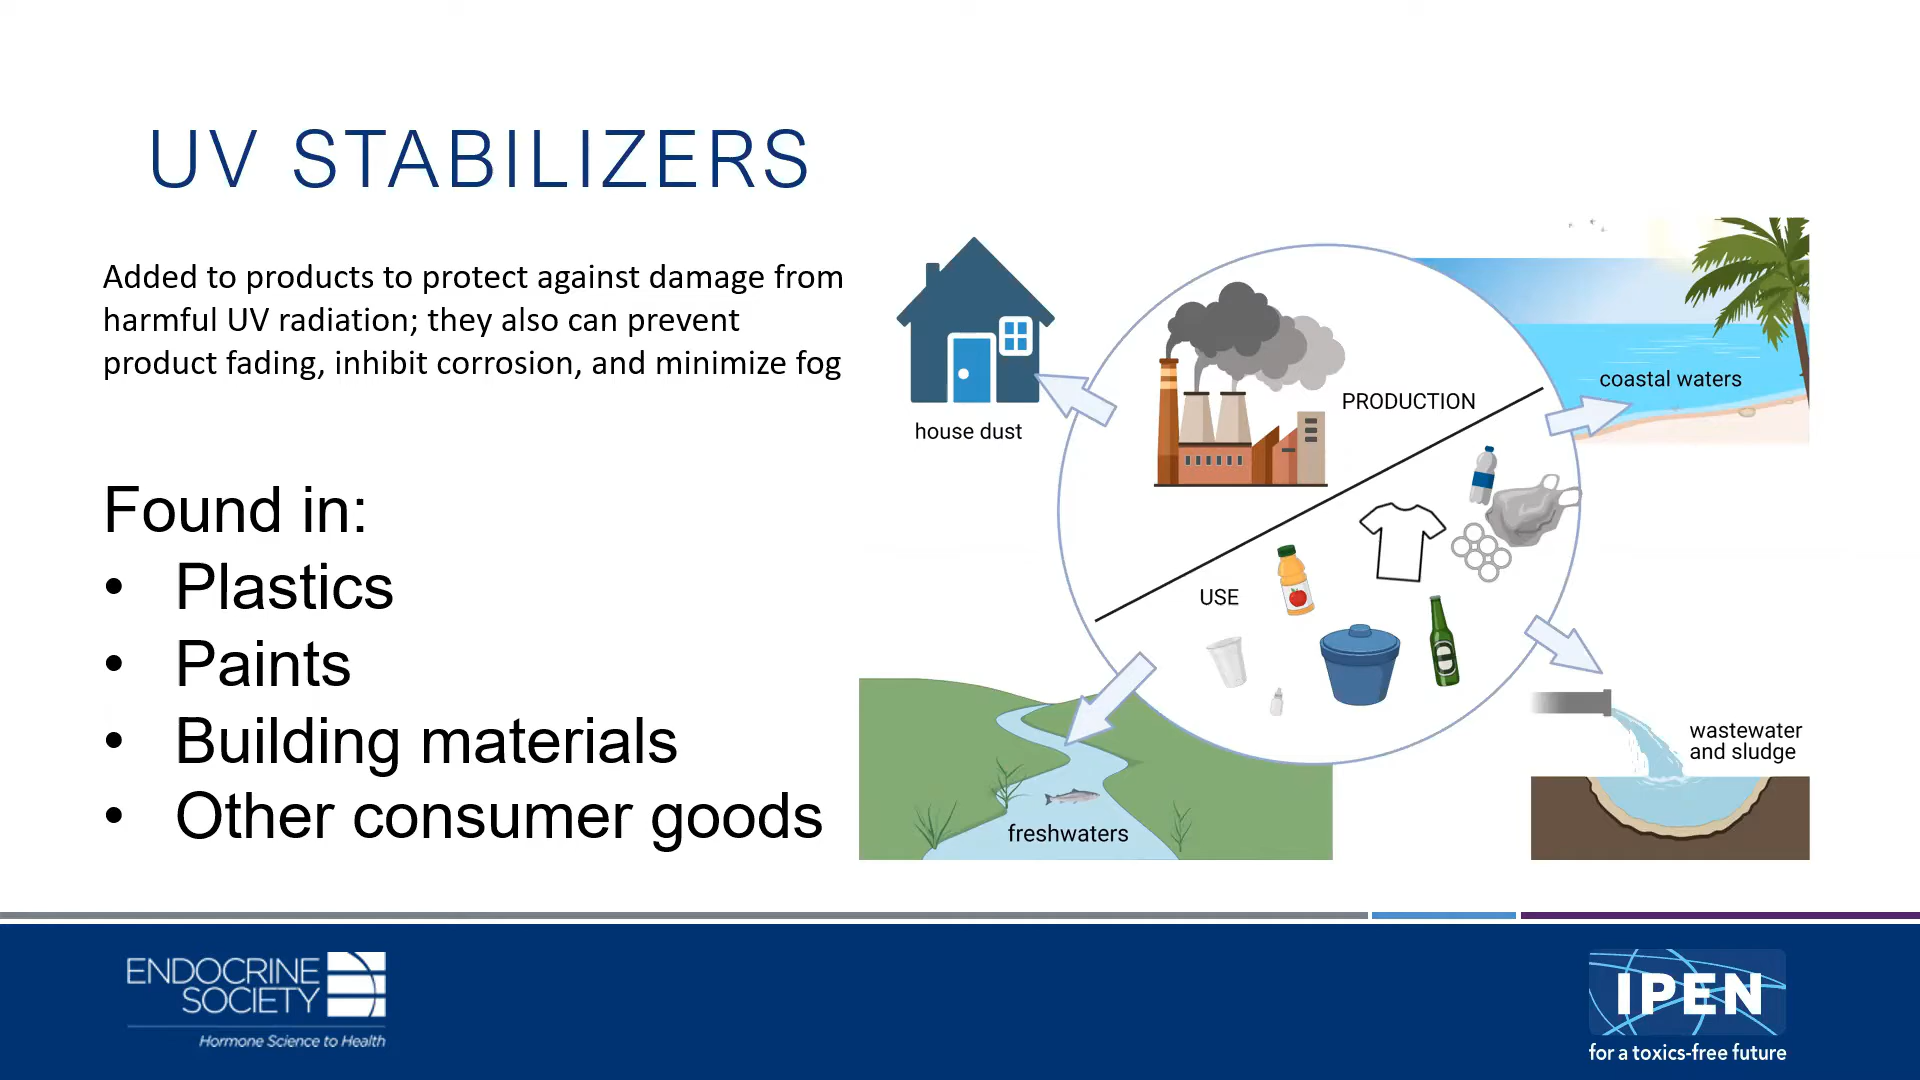 UV STABILIZERS
Added to products to protect against damage from
harmful UV radiation; they also can prevent
product fading, inhibit corrosion, and minimize fog
Found in:
• Plastics
• Paints
• Building materials
• Other consumer goods
house dust
PRODUCTION
coastal waters
USE
freshwaters
wastewater
and sludge
ENDOCRINE
SOCIETY
Hormone Science to Health
IPEN
for a toxics-free future